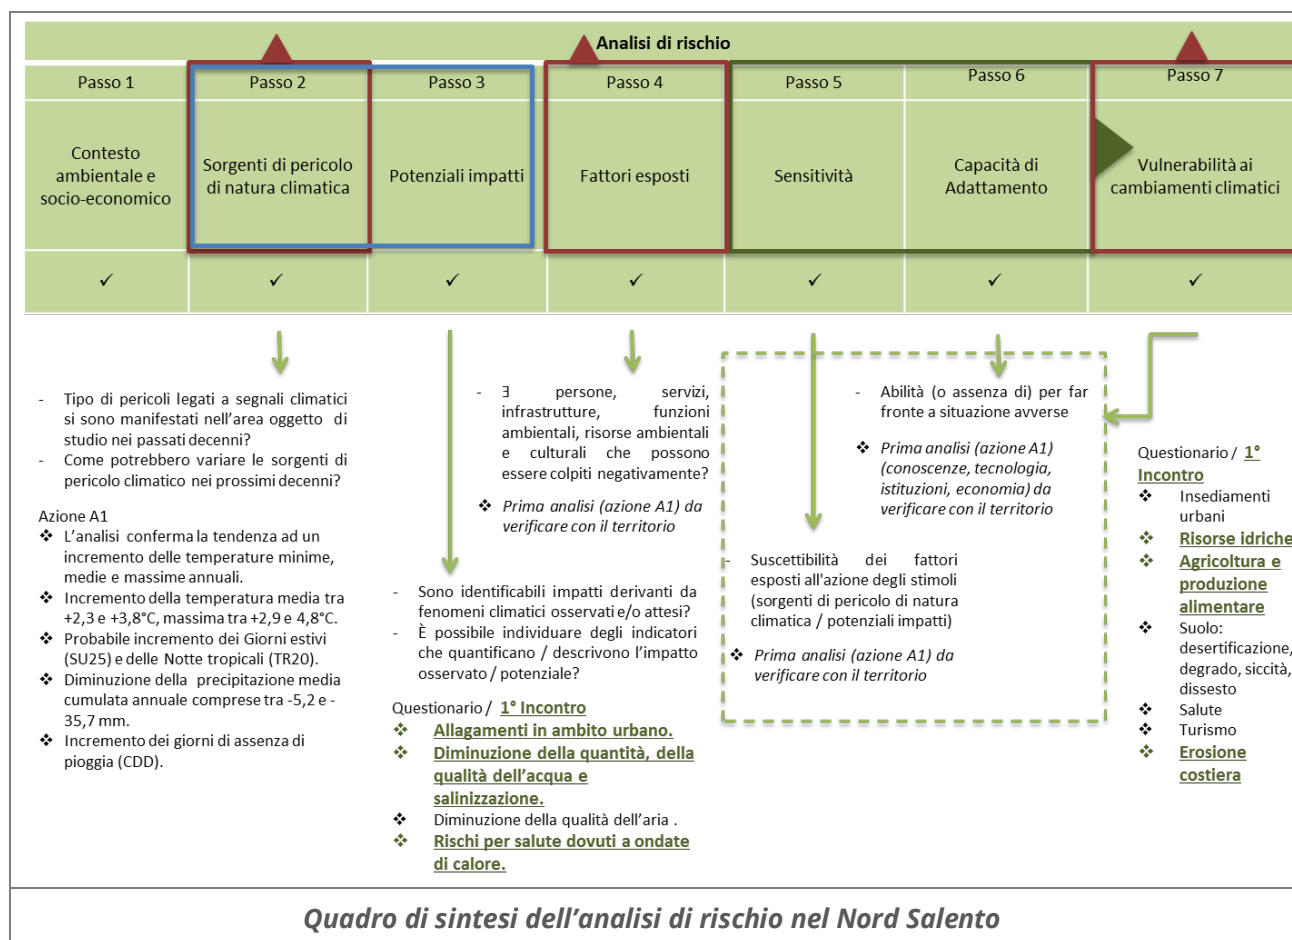 Analisi di rischio
Passo 1
Passo 2
Passo 3
Passo 4
Passo 5
Passo 6
Passo 7
Contesto
ambientale e
socio-economico
Sorgenti di pericolo
di natura climatica
Potenziali impatti
Fattori esposti
Sensitività
Capacità di
Adattamento
Vulnerabilità ai
cambiamenti climatici
✓ ✓ ✓ ✓ ✓ ✓ ✓
- Tipo di pericoli legati a segnali climatici
si sono manifestati nell'area oggetto di
studio nei passati decenni?
- Come potrebbero variare le sorgenti di
pericolo climatico nei prossimi decenni?
Azione A1
❖ L'analisi conferma la tendenza ad un
incremento delle temperature minime,
medie e massime annuali.
❖ Incremento della temperatura media tra
+2,3 e +3,8°C, massima tra +2,9 e 4,8°C.
❖ Probabile incremento dei Giorni estivi
(SU25) e delle Notte tropicali (TR20).
❖ Diminuzione della precipitazione media
cumulata annuale comprese tra -5,2 e -
35,7 mm.
❖ Incremento dei giorni di assenza di
pioggia (CDD).
- Sono identificabili impatti derivanti da
fenomeni climatici osservati e/o attesi?
- È possibile individuare degli indicatori
che quantificano / descrivono l'impatto
osservato / potenziale?
Questionario / 1° Incontro
❖ Allagamenti in ambito urbano.
❖ Diminuzione della quantità, della
qualità dell'acqua e
salinizzazione.
❖ Diminuzione della qualità dell'aria .
❖ Rischi per salute dovuti a ondate
di calore.
- ∃ persone, servizi,
infrastrutture, funzioni
ambientali, risorse ambientali
e culturali che possono
essere colpiti negativamente?
❖ Prima analisi (azione A1) da
verificare con il territorio
- Suscettibilità dei fattori
esposti all'azione degli stimoli
(sorgenti di pericolo di natura
climatica / potenziali impatti)
❖ Prima analisi (azione A1) da
verificare con il territorio
- Abilità (o assenza di) per far
fronte a situazione avverse
❖ Prima analisi (azione A1)
(conoscenze, tecnologia,
istituzioni, economia) da
verificare con il territorio
Questionario / 1°
Incontro
❖ Insediamenti
urbani
❖ Risorse idriche
❖ Agricoltura e
produzione
alimentare
❖ Suolo:
desertificazione,
degrado, siccità,
dissesto
❖ Salute
❖ Turismo
❖ Erosione
costiera
Quadro di sintesi dell'analisi di rischio nel Nord Salento